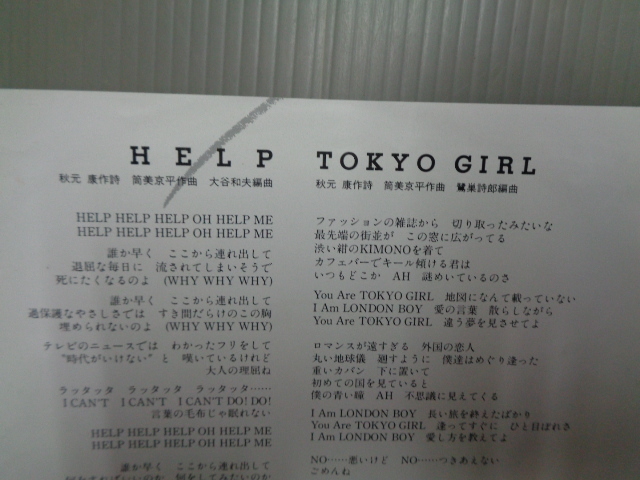 HELP
秋元 康作詩 筒美京平作曲 大谷和夫編曲
HELP HELP HELP OH HELP ME
HELP HELP HELP OH HELP ME
誰か早く ここから連れ出して
退屈な毎日に 流されてしまいそうで
死にたくなるのよ (WHY WHY WHY)
誰か早く ここから連れ出して
過保護なやさしさでは すき間だらけのこの胸
埋められないのよ (WHY WHY WHY)
テレビのニュースでは わかったフリをして
"時代がいけない"と 嘆いているけれど
大人の理屈ね
ラッタッタ ラッタッタ ラッタッタ……
I CAN'T I CAN'T I CAN'T DO! DO!
言葉の毛布じゃ眠れない
HELP HELP HELP OH HELP ME
HELP HELP HELP OH HELP ME
誰か早く ここから連れ出して
TOKYO GIRL
秋元 康作詩 筒美京平作曲 鷺巣詩郎編曲
ファッションの雑誌から 切り取ったみたいな
最先端の街並が この窓に広がってる
渋い紺のKIMONOを着て
カフェバーでキール傾ける君は
いつもどこか AH 謎めいているのさ
You Are TOKYO GIRL 地図になんて載っていない
I Am LONDON BOY 愛の言葉 散らしながら
You Are TOKYO GIRL 違う夢を見させてよ
ロマンスが遠すぎる 外国の恋人
丸い地球儀 廻すように 僕達はめぐり逢った
重いカバン 下に置いて
初めての国を見ていると
僕の青い瞳 AH 不思議に見えてくる
I Am LONDON BOY 長い旅を終えたばかり
You Are TOKYO GIRL 逢ってすぐに ひと目ぼれさ
I Am LONDON BOY 愛し方を教えてよ
NO……悪いけど NO……つきあえない
ごめんね